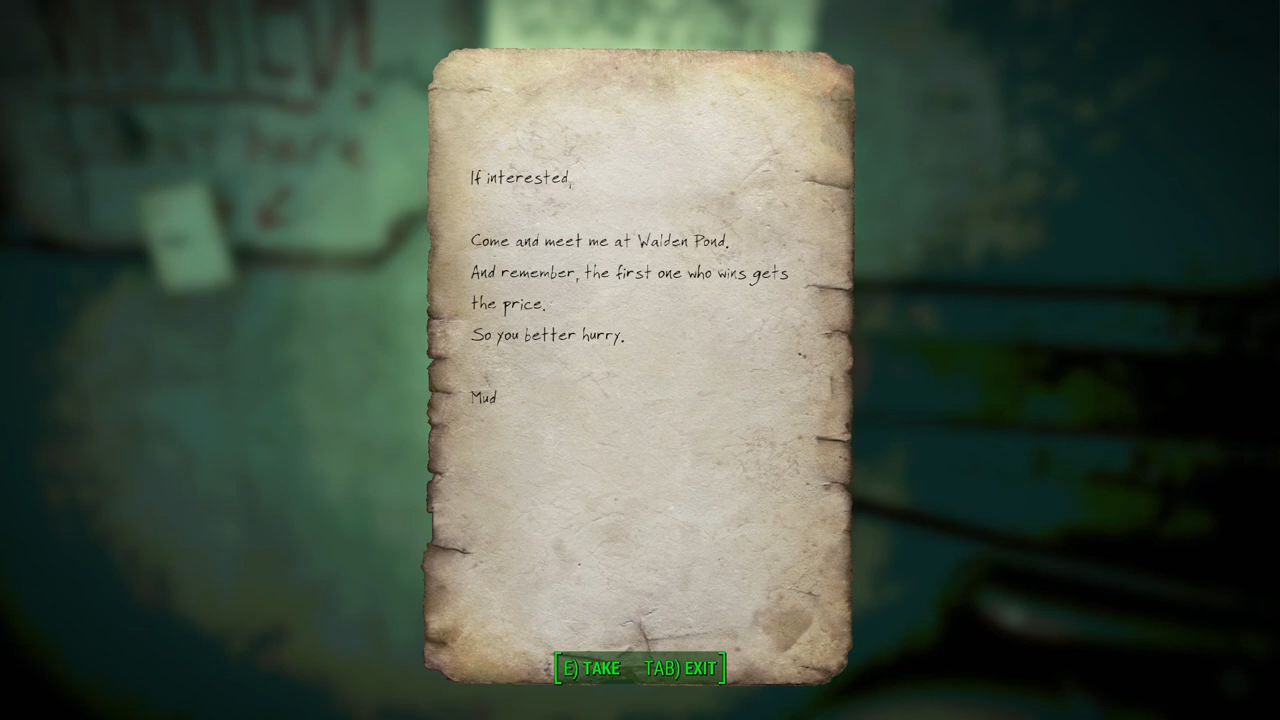 WANTED!
If interested,
Come and meet me at Walden Pond.
And remember, the first one who wins gets
the price.
So you better hurry.
Mud
E) TAKE TAB) EXIT